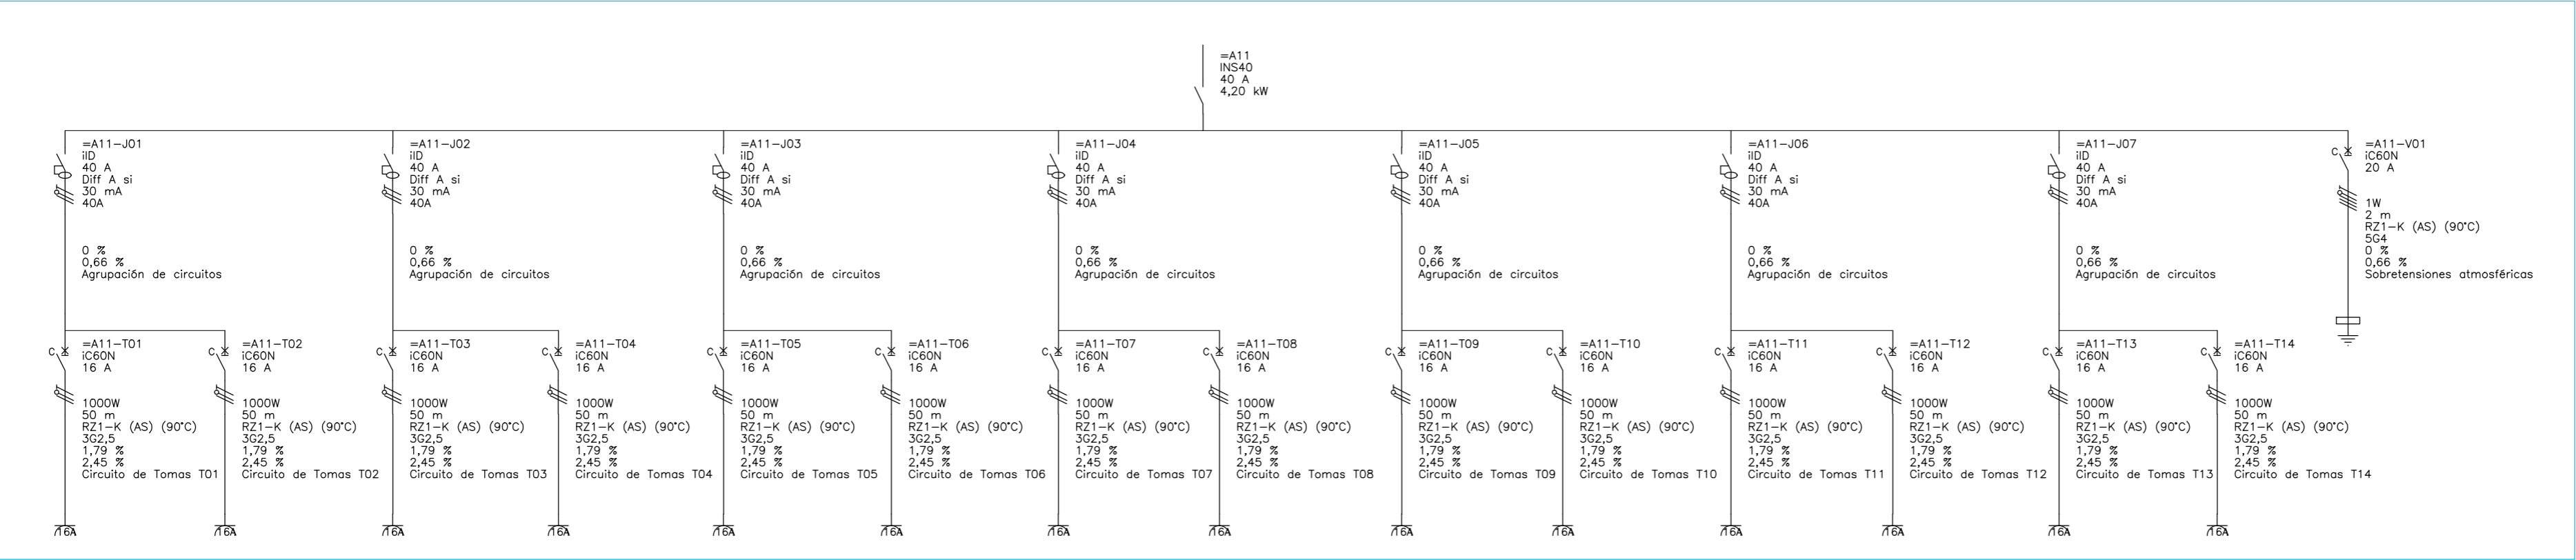 =A11
INS40
40 A
4,20 kW
=A11-J01
iID
40 A
Diff A si
30 mA
40A
0 %
0,66 %
Agrupación de circuitos
=A11-J02
iID
40 A
Diff A si
30 mA
40A
0 %
0,66 %
Agrupación de circuitos
=A11-J03
iID
40 A
Diff A si
30 mA
40A
0 %
0,66 %
Agrupación de circuitos
=A11-J04
iID
40 A
Diff A si
30 mA
40A
0 %
0,66 %
Agrupación de circuitos
=A11-J05
iID
40 A
Diff A si
30 mA
40A
0 %
0,66 %
Agrupación de circuitos
=A11-J06
iID
40 A
Diff A si
30 mA
40A
0 %
0,66 %
Agrupación de circuitos
=A11-J07
iID
40 A
Diff A si
30 mA
40A
0 %
0,66 %
Agrupación de circuitos
=A11-V01
C
iC60N
20 A
1W
2 m
RZ1-K (AS) (90°C)
5G4
0 %
0,66 %
Sobretensiones atmosféricas
=A11-T01
C
iC60N
16 A
1000W
50 m
RZ1-K (AS) (90°C)
3G2,5
1,79 %
2,45 %
Circuito de Tomas T01
16A
=A11-T02
C
iC60N
16 A
1000W
50 m
RZ1-K (AS) (90°C)
3G2,5
1,79 %
2,45 %
Circuito de Tomas T02
16A
=A11-T03
C
iC60N
16 A
1000W
50 m
RZ1-K (AS) (90°C)
3G2,5
1,79 %
2,45 %
Circuito de Tomas T03
16A
=A11-T04
C
iC60N
16 A
1000W
50 m
RZ1-K (AS) (90°C)
3G2,5
1,79 %
2,45 %
Circuito de Tomas T04
16A
=A11-T05
C
iC60N
16 A
1000W
50 m
RZ1-K (AS) (90°C)
3G2,5
1,79 %
2,45 %
Circuito de Tomas T05
16A
=A11-T06
C
iC60N
16 A
1000W
50 m
RZ1-K (AS) (90°C)
3G2,5
1,79 %
2,45 %
Circuito de Tomas T06
16A
=A11-T07
C
iC60N
16 A
1000W
50 m
RZ1-K (AS) (90°C)
3G2,5
1,79 %
2,45 %
Circuito de Tomas T07
16A
=A11-T08
C
iC60N
16 A
1000W
50 m
RZ1-K (AS) (90°C)
3G2,5
1,79 %
2,45 %
Circuito de Tomas T08
16A
=A11-T09
C
iC60N
16 A
1000W
50 m
RZ1-K (AS) (90°C)
3G2,5
1,79 %
2,45 %
Circuito de Tomas T09
16A
=A11-T10
C
iC60N
16 A
1000W
50 m
RZ1-K (AS) (90°C)
3G2,5
1,79 %
2,45 %
Circuito de Tomas T10
16A
=A11-T11
C
iC60N
16 A
1000W
50 m
RZ1-K (AS) (90°C)
3G2,5
1,79 %
2,45 %
Circuito de Tomas T11
16A
=A11-T12
C
iC60N
16 A
1000W
50 m
RZ1-K (AS) (90°C)
3G2,5
1,79 %
2,45 %
Circuito de Tomas T12
16A
=A11-T13
C
iC60N
16 A
1000W
50 m
RZ1-K (AS) (90°C)
3G2,5
1,79 %
2,45 %
Circuito de Tomas T13
16A
=A11-T14
C
iC60N
16 A
1000W
50 m
RZ1-K (AS) (90°C)
3G2,5
1,79 %
2,45 %
Circuito de Tomas T14
16A